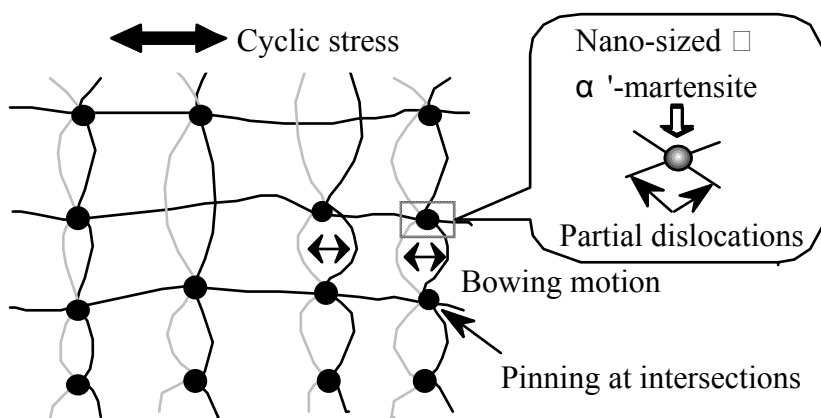 Cyclic stress
Nano-sized □
α '-martensite
Partial dislocations
Bowing motion
Pinning at intersections